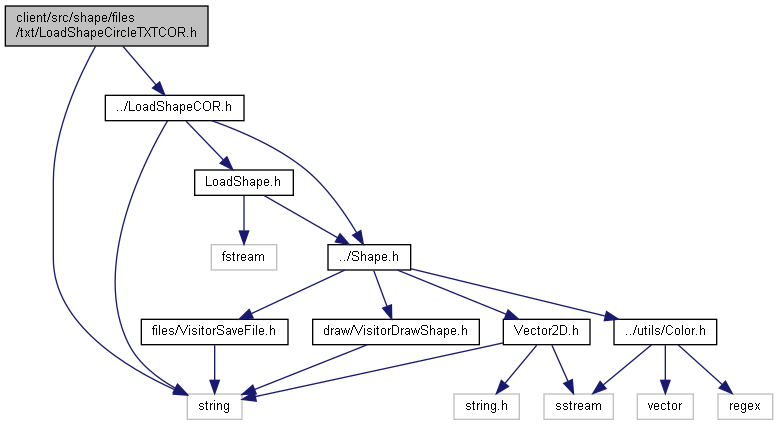 client/src/shape/files
/txt/LoadShapeCircleTXTCOR.h
../LoadShapeCOR.h
LoadShape.h
fstream
../Shape.h
files/VisitorSaveFile.h
draw/VisitorDrawShape.h
Vector2D.h
../utils/Color.h
string
string.h
sstream
vector
regex